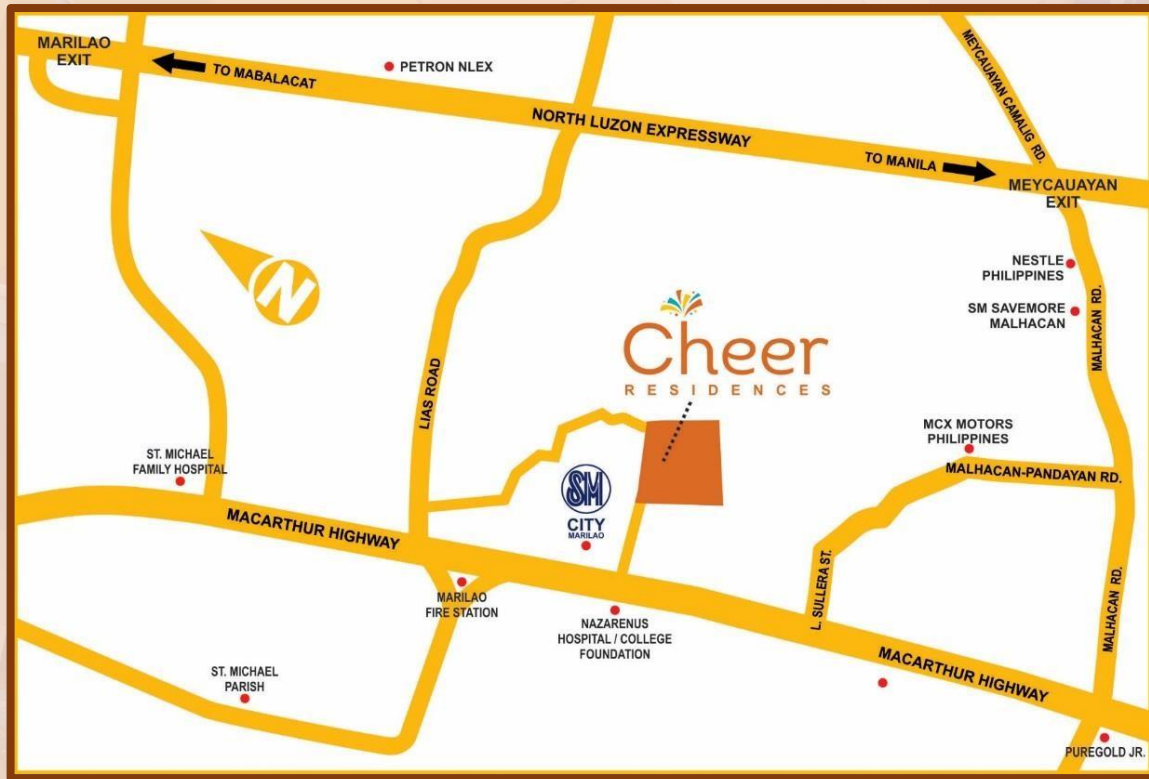 MARILAO
EXIT
TO MABALACAT
PETRON NLEX
NORTH LUZON EXPRESSWAY
TO MANILA
MEYCAUAYAN CAMALIG RD.
MEYCAUAYAN
EXIT
N
NESTLE
PHILIPPINES
SM SAVEMORE
MALHACAN
MALHACAN RD.
Cheer
RESIDENCES
LIAS ROAD
MCX MOTORS
PHILIPPINES
MALHACAN-PANDAYAN RD.
ST. MICHAEL
FAMILY HOSPITAL
SM
CITY
MARILAO
MACARTHUR HIGHWAY
MARILAO
FIRE STATION
NAZARENUS
HOSPITAL / COLLEGE
FOUNDATION
L. SULLERA ST.
MALHACAN RD.
MACARTHUR HIGHWAY
ST. MICHAEL
PARISH
PUREGOLD JR.